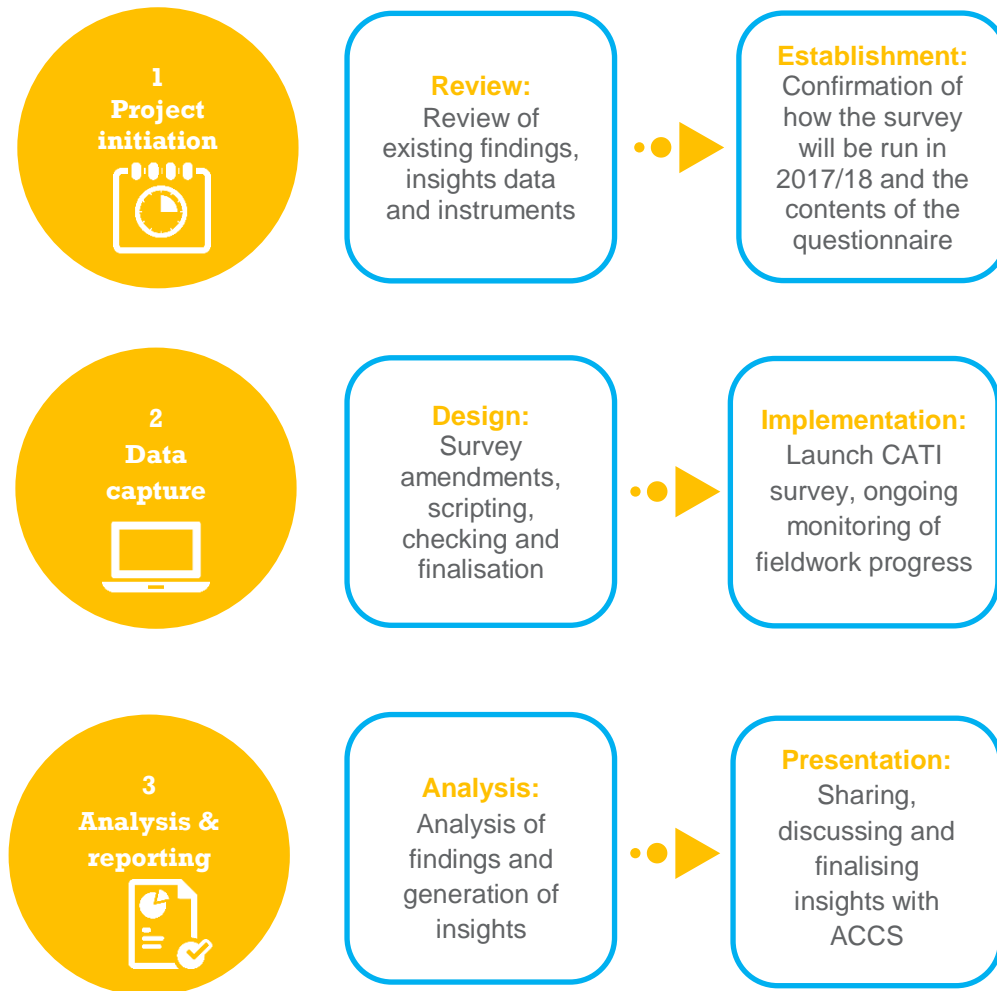 1
Project
initiation
Review:
Review of
existing findings,
insights data
and instruments
Establishment:
Confirmation of
how the survey
will be run in
2017/18 and the
contents of the
questionnaire
2
Data
capture
Design:
Survey
amendments,
scripting,
checking and
finalisation
Implementation:
Launch CATI
survey, ongoing
monitoring of
fieldwork progress
3
Analysis &
reporting
Analysis:
Analysis of
findings and
generation of
insights
Presentation:
Sharing,
discussing and
finalising
insights with
ACCS